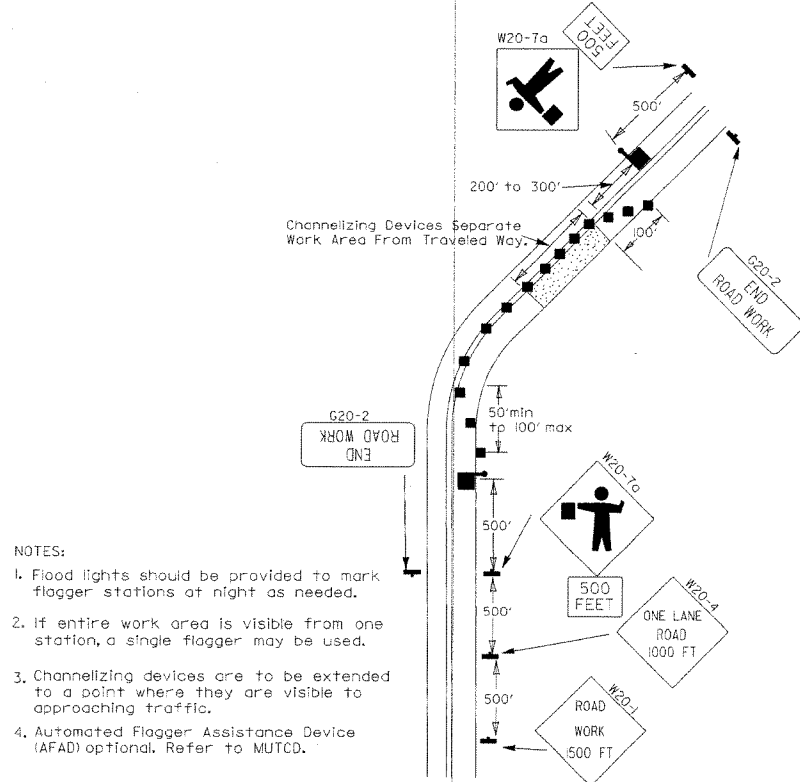 W20-7a
500
FEET
500'
200' to 300'
Channelizing Devices Separate
Work Area From Traveled Way.
100'
G20-2
END
ROAD WORK
50'min
to 100' max
G20-2
END
ROAD WORK
W20-7a
500'
500
FEET
W20-4
500'
ONE LANE
ROAD
1000 FT
W20-1
500'
ROAD
WORK
1500 FT
NOTES:
1. Flood lights should be provided to mark
flagger stations at night as needed.
2. If entire work area is visible from one
station, a single flagger may be used.
3. Channelizing devices are to be extended
to a point where they are visible to
approaching traffic.
4. Automated Flagger Assistance Device
(AFAD) optional. Refer to MUTCD.